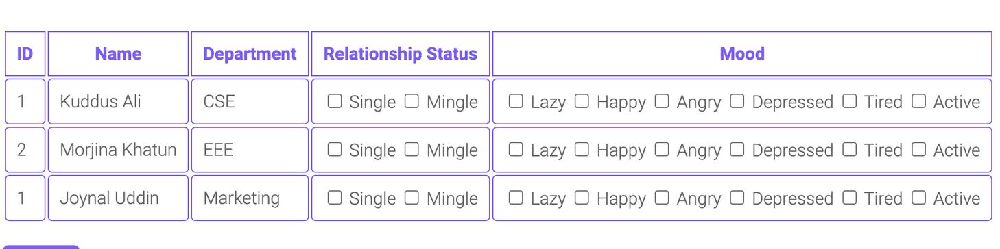 ID Name Department Relationship Status Mood
1 Kuddus Ali CSE Single Mingle Lazy Happy Angry Depressed Tired Active
2 Morjina Khatun EEE Single Mingle Lazy Happy Angry Depressed Tired Active
1 Joynal Uddin Marketing Single Mingle Lazy Happy Angry Depressed Tired Active